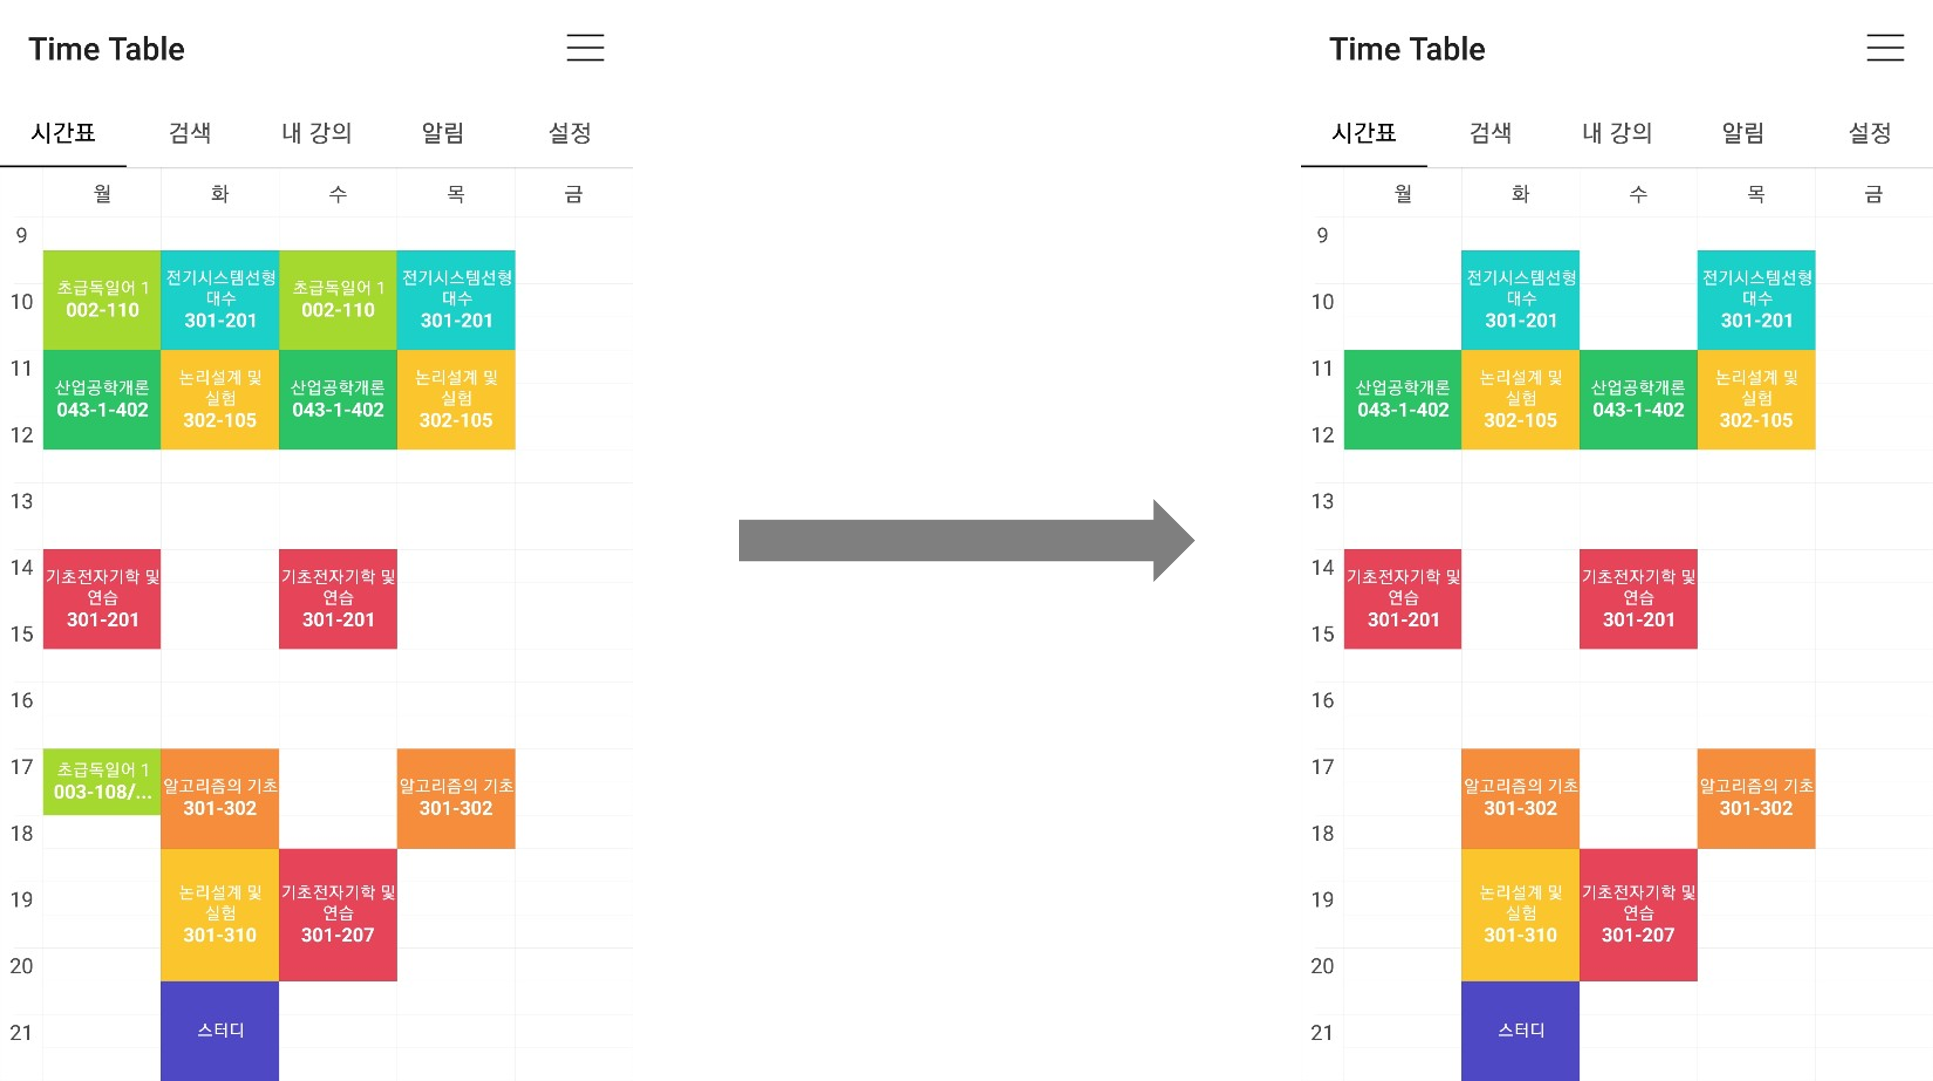 Time Table
시간표 검색 내 강의 알림 설정
월 화 수 목 금
9
초급독일어 1
002-110
전기시스템선형
대수
301-201
초급독일어 1
002-110
전기시스템선형
대수
301-201
10
11
산업공학개론
043-1-402
논리설계 및
실험
302-105
산업공학개론
043-1-402
논리설계 및
실험
302-105
12
13
14
기초전자기학 및
연습
301-201
기초전자기학 및
연습
301-201
15
16
17
초급독일어 1
003-108/...
알고리즘의 기초
301-302
알고리즘의 기초
301-302
18
19
논리설계 및
실험
301-310
기초전자기학 및
연습
301-207
20
21
스터디
Time Table
시간표 검색 내 강의 알림 설정
월 화 수 목 금
9
전기시스템선형
대수
301-201
전기시스템선형
대수
301-201
10
11
산업공학개론
043-1-402
논리설계 및
실험
302-105
산업공학개론
043-1-402
논리설계 및
실험
302-105
12
13
14
기초전자기학 및
연습
301-201
기초전자기학 및
연습
301-201
15
16
17
알고리즘의 기초
301-302
알고리즘의 기초
301-302
18
19
논리설계 및
실험
301-310
기초전자기학 및
연습
301-207
20
21
스터디